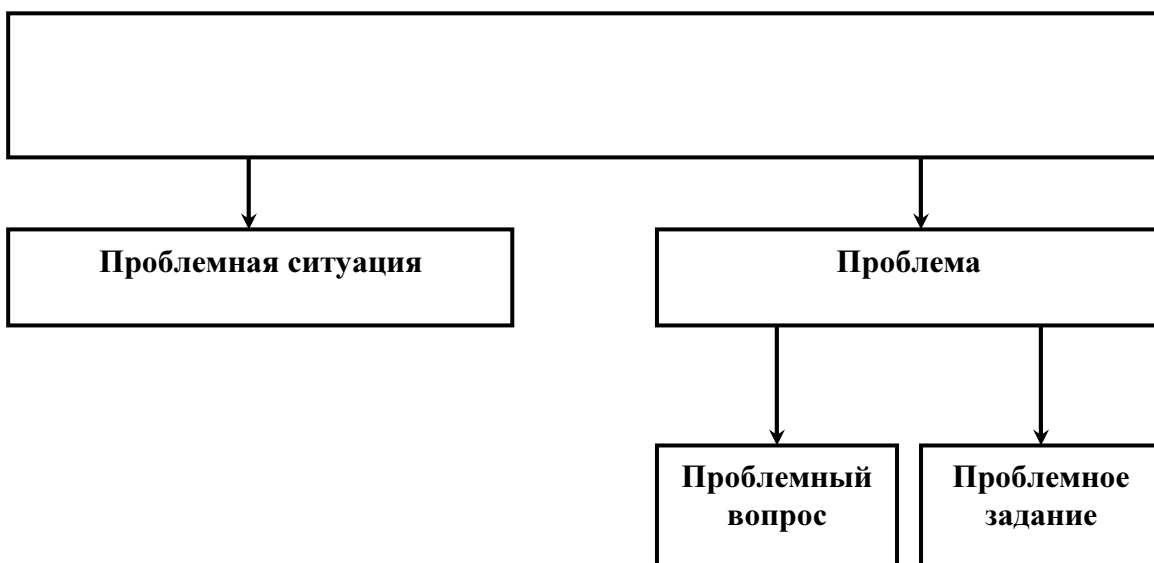 Проблемная ситуация
Проблема
Проблемный
вопрос
Проблемное
задание